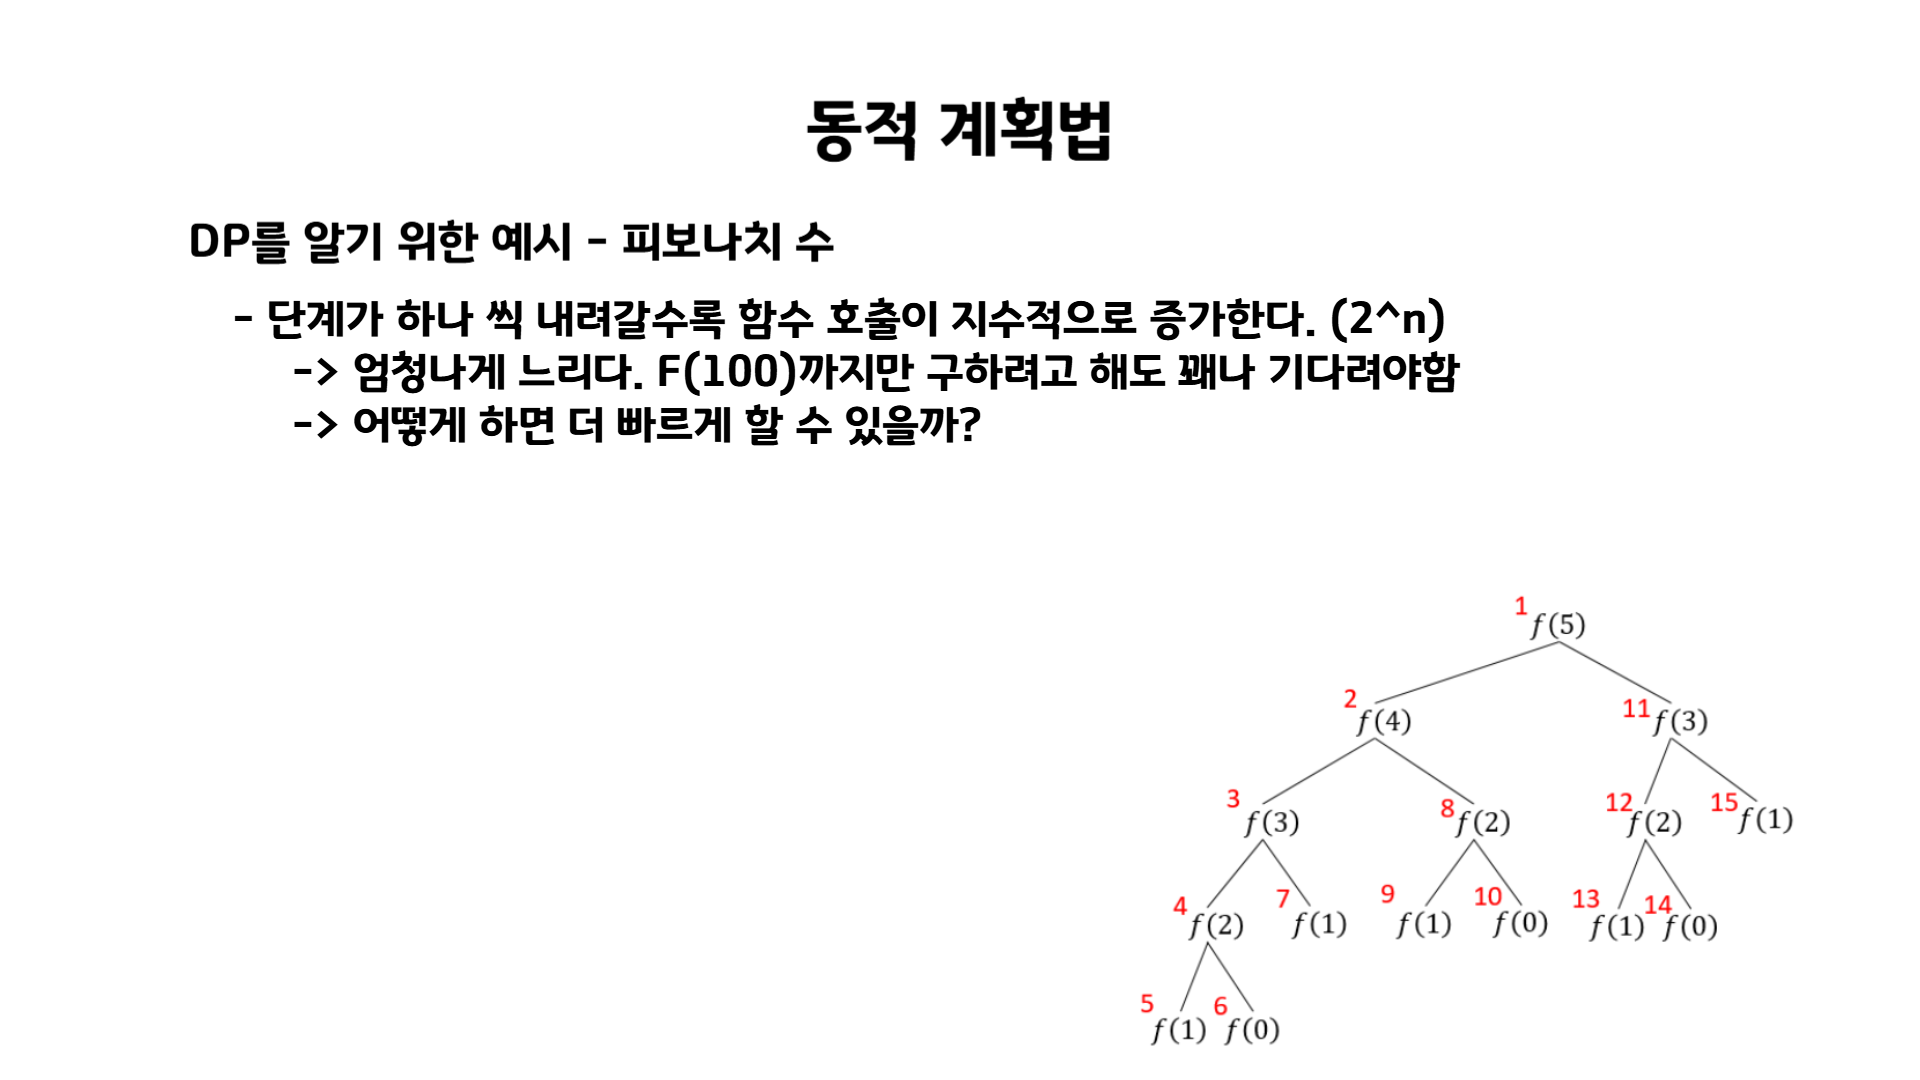 동적 계획법
DP를 알기 위한 예시 - 피보나치 수
- 단계가 하나 씩 내려갈수록 함수 호출이 지수적으로 증가한다. (2^n)
-> 엄청나게 느리다. F(100)까지만 구하려고 해도 꽤나 기다려야함
-> 어떻게 하면 더 빠르게 할 수 있을까?
1 f(5)
2 f(4) 11 f(3)
3 f(3) 8 f(2) 12 f(2) 15 f(1)
4 f(2) 7 f(1) 9 f(1) 10 f(0) 13 f(1) 14 f(0)
5 f(1) 6 f(0)